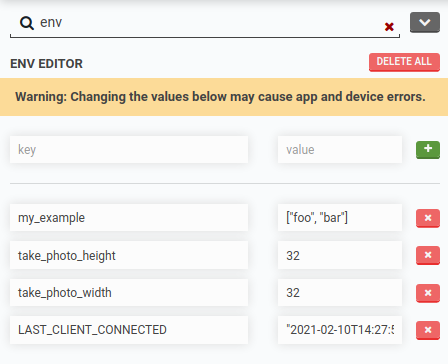 env
ENV EDITOR DELETE ALL
Warning: Changing the values below may cause app and device errors.
key value
my_example ["foo", "bar"]
take_photo_height 32
take_photo_width 32
LAST_CLIENT_CONNECTED "2021-02-10T14:27:5